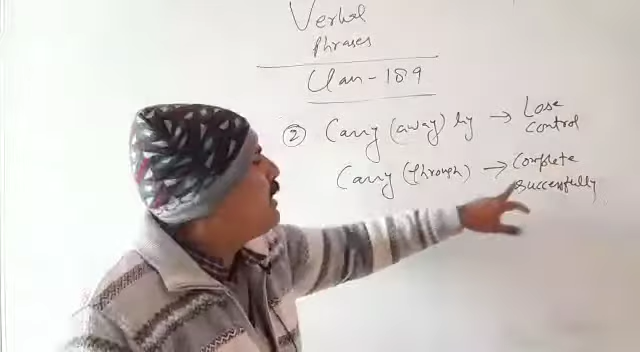 Verbal
Phrases
Class - 189
② Carry (away) by → Lose control
Carry (through) → Complete successfully